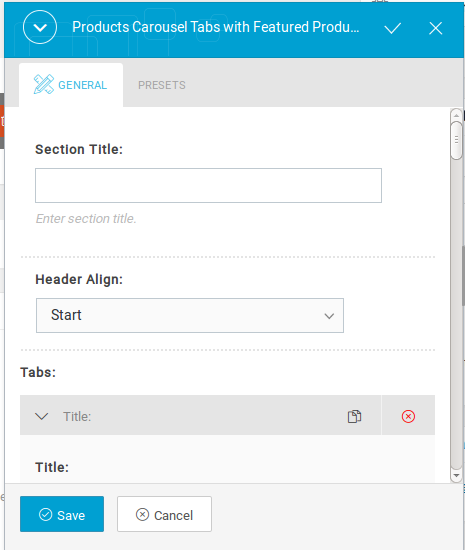 Products Carousel Tabs with Featured Produ...
GENERAL
PRESETS
Section Title:
Enter section title.
Header Align:
Start
Tabs:
Title:
Title:
Save
Cancel